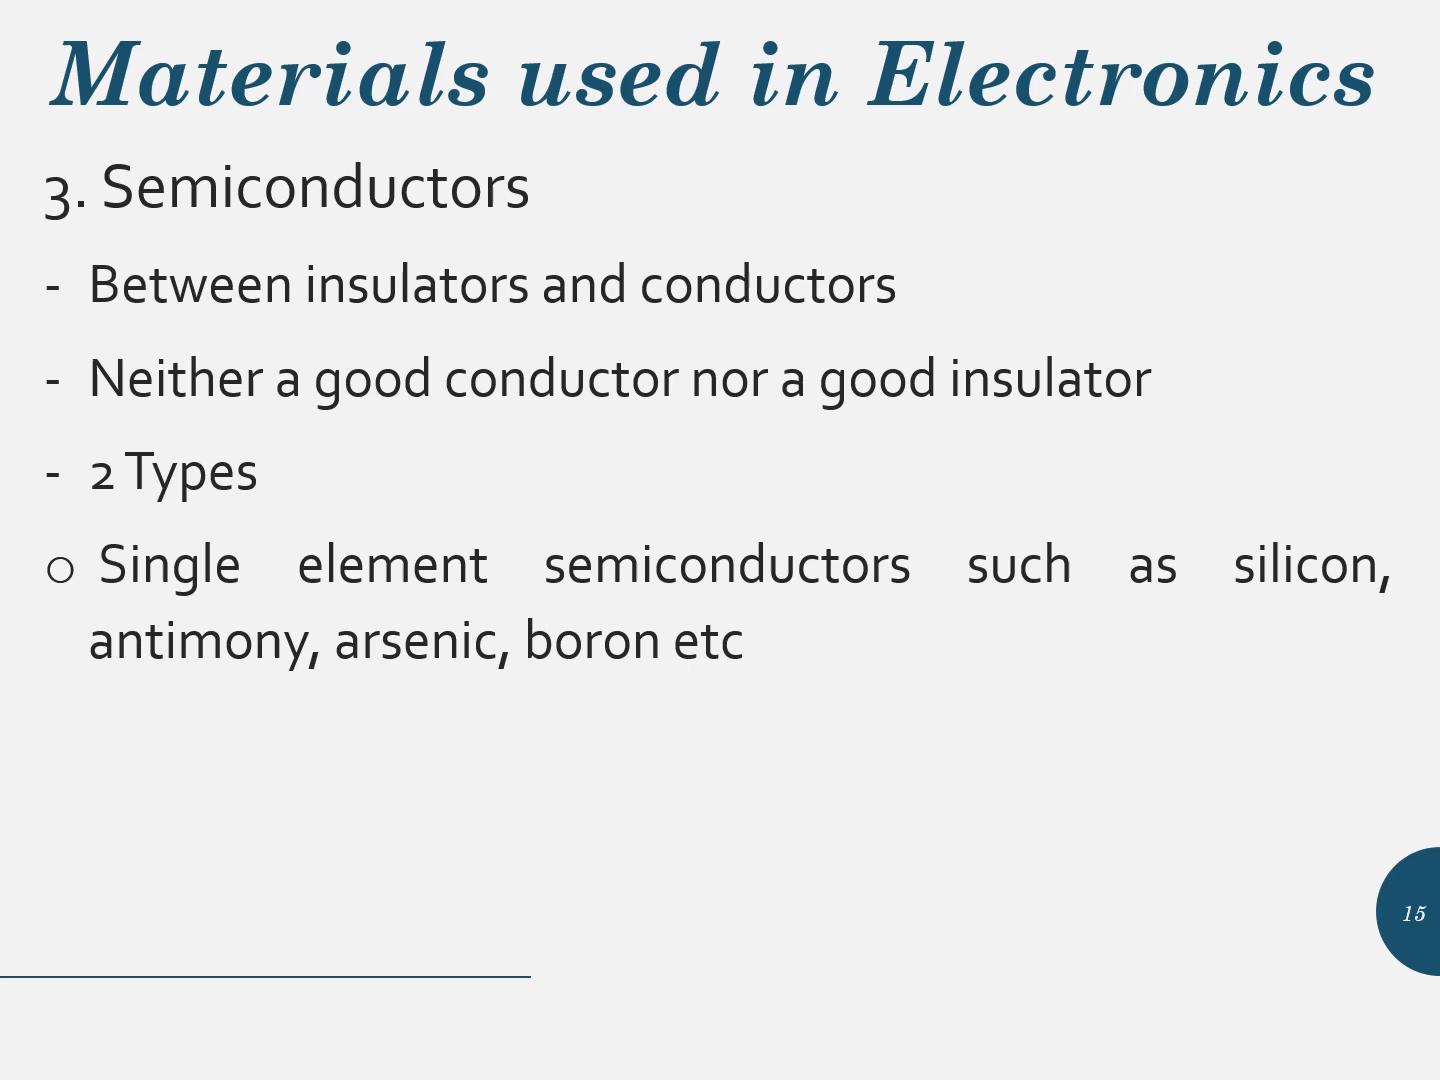 Materials used in Electronics
3. Semiconductors
- Between insulators and conductors
- Neither a good conductor nor a good insulator
- 2 Types
o Single element semiconductors such as silicon,
antimony, arsenic, boron etc
15